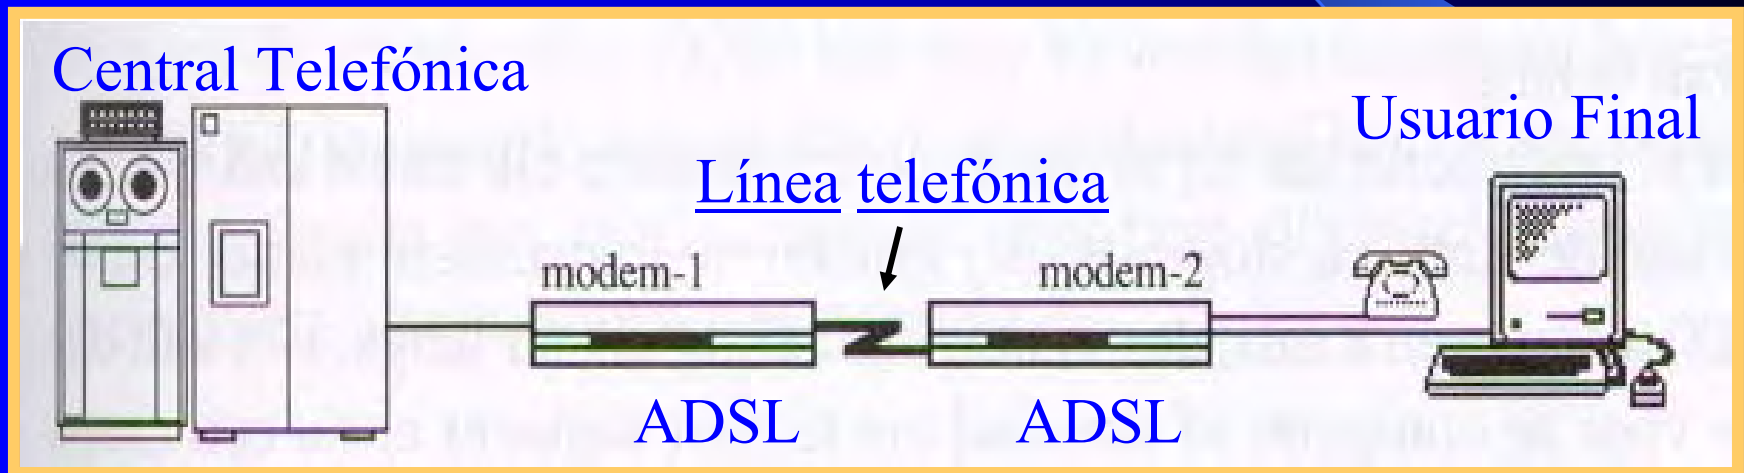 Central Telefónica
Usuario Final
Línea telefónica
modem-1
modem-2
ADSL
ADSL